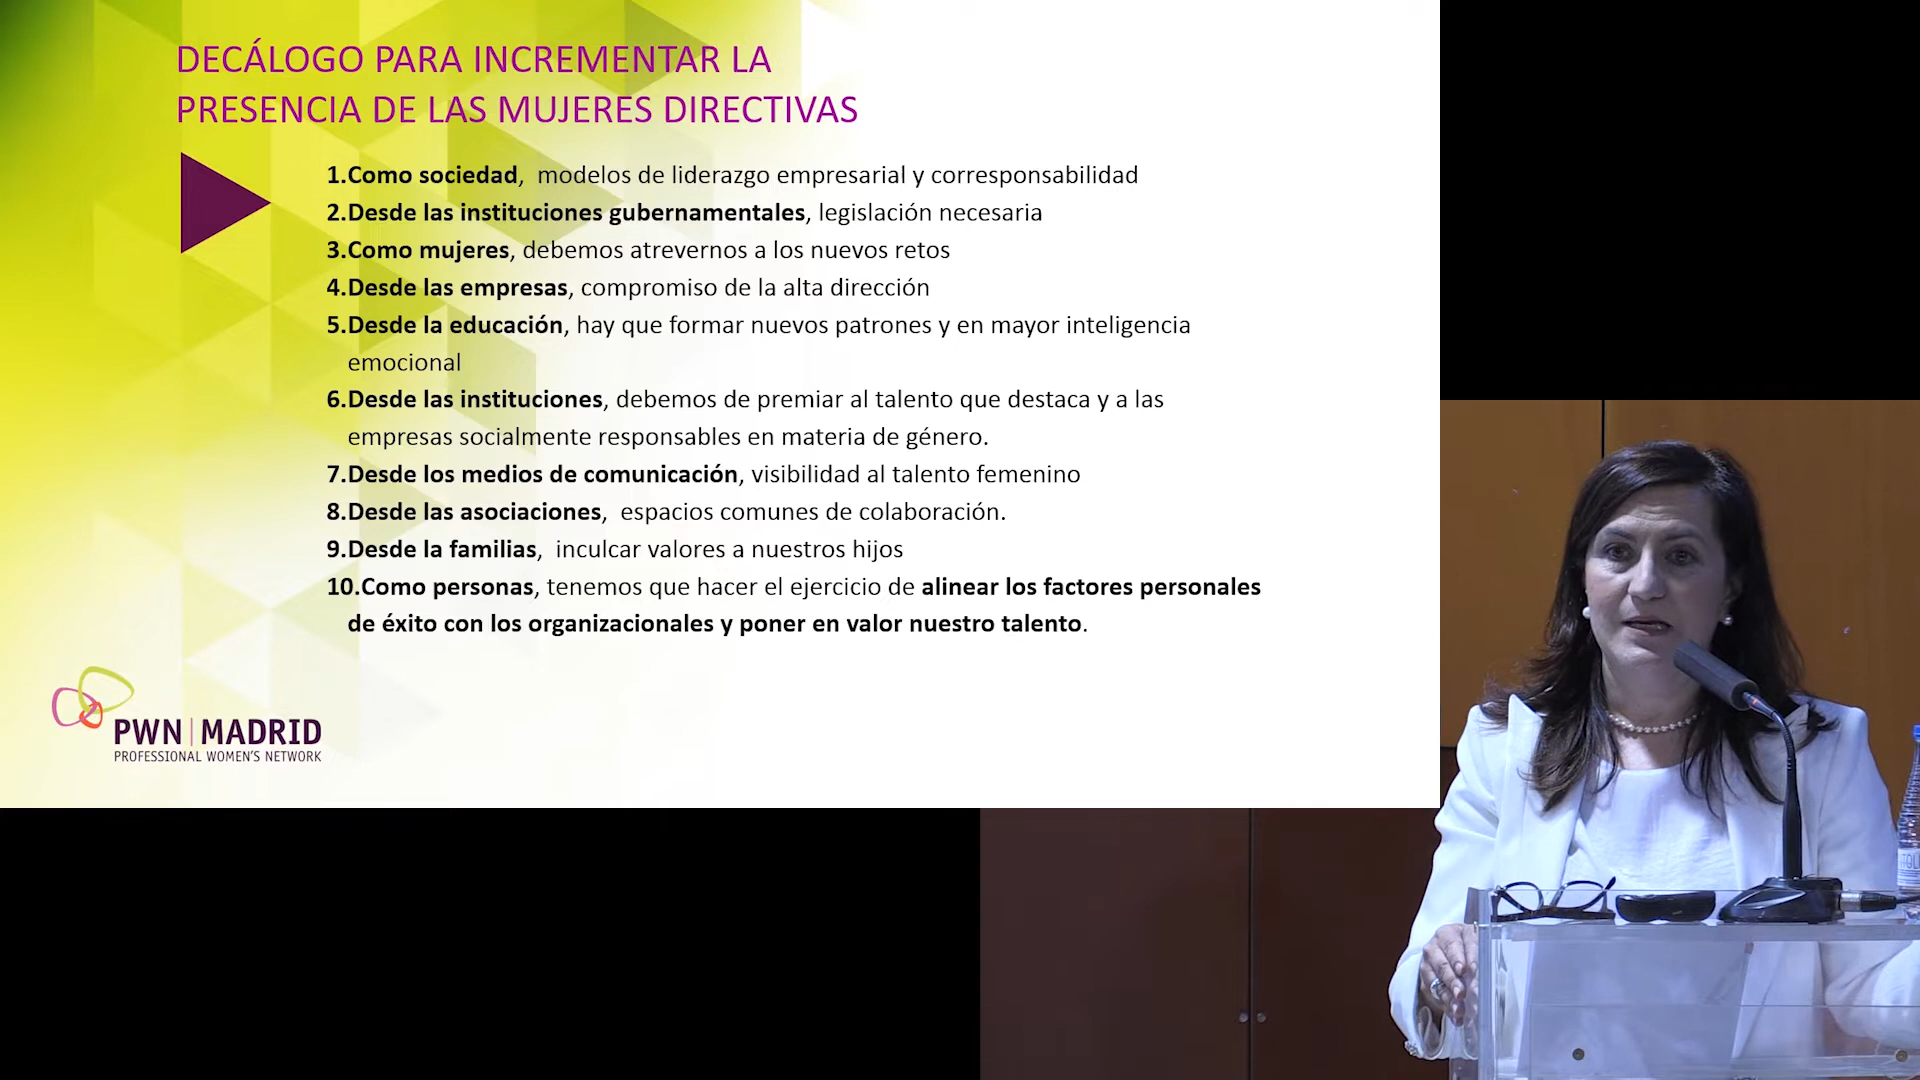 DECÁLOGO PARA INCREMENTAR LA
PRESENCIA DE LAS MUJERES DIRECTIVAS
1.Como sociedad, modelos de liderazgo empresarial y corresponsabilidad
2.Desde las instituciones gubernamentales, legislación necesaria
3.Como mujeres, debemos atrevernos a los nuevos retos
4.Desde las empresas, compromiso de la alta dirección
5.Desde la educación, hay que formar nuevos patrones y en mayor inteligencia
emocional
6.Desde las instituciones, debemos de premiar al talento que destaca y a las
empresas socialmente responsables en materia de género.
7.Desde los medios de comunicación, visibilidad al talento femenino
8.Desde las asociaciones, espacios comunes de colaboración.
9.Desde la familias, inculcar valores a nuestros hijos
10.Como personas, tenemos que hacer el ejercicio de alinear los factores personales
de éxito con los organizacionales y poner en valor nuestro talento.
PWN | MADRID
PROFESSIONAL WOMEN'S NETWORK